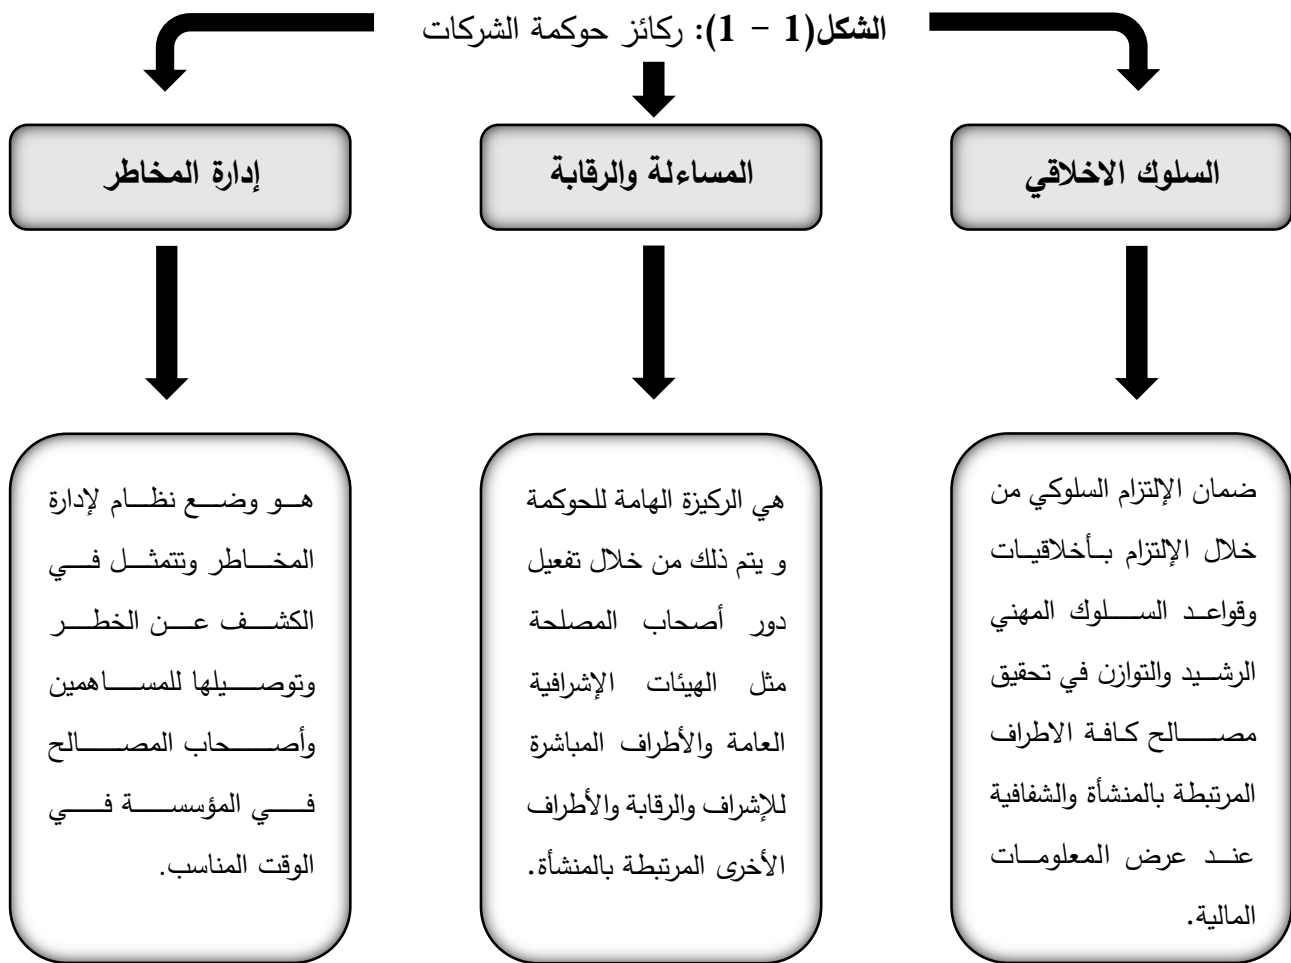 الشكل(1 - 1): ركائز حوكمة الشركات
السلوك الاخلاقي
المساءلة والرقابة
إدارة المخاطر
ضمان الإلتزام السلوكي من
خلال الإلتزام بأخلاقيات
وقواعد السلوك المهني
الرشيد والتوازن في تحقيق
مصالح كافة الاطراف
المرتبطة بالمنشأة والشفافية
عند عرض المعلومات
المالية.
هي الركيزة الهامة للحوكمة
و يتم ذلك من خلال تفعيل
دور أصحاب المصلحة
مثل الهيئات الإشرافية
العامة والأطراف المباشرة
للإشراف والرقابة والأطراف
الأخرى المرتبطة بالمنشأة.
هو وضع نظام لإدارة
المخاطر وتتمثل في
الكشف عن الخطر
وتوصيلها للمساهمين
وأصحاب المصالح
في المؤسسة في
الوقت المناسب.